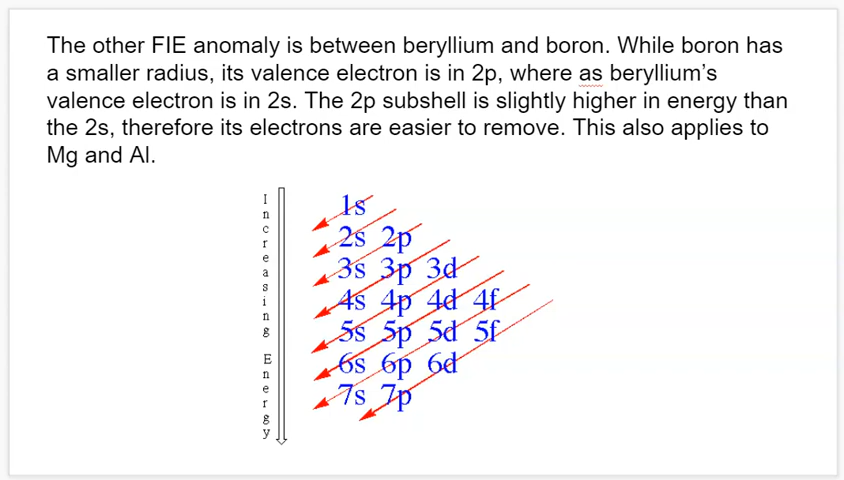 The other FIE anomaly is between beryllium and boron. While boron has
a smaller radius, its valence electron is in 2p, where as beryllium's
valence electron is in 2s. The 2p subshell is slightly higher in energy than
the 2s, therefore its electrons are easier to remove. This also applies to
Mg and Al.
Increasing Energy
1s
2s 2p
3s 3p 3d
4s 4p 4d 4f
5s 5p 5d 5f
6s 6p 6d
7s 7p